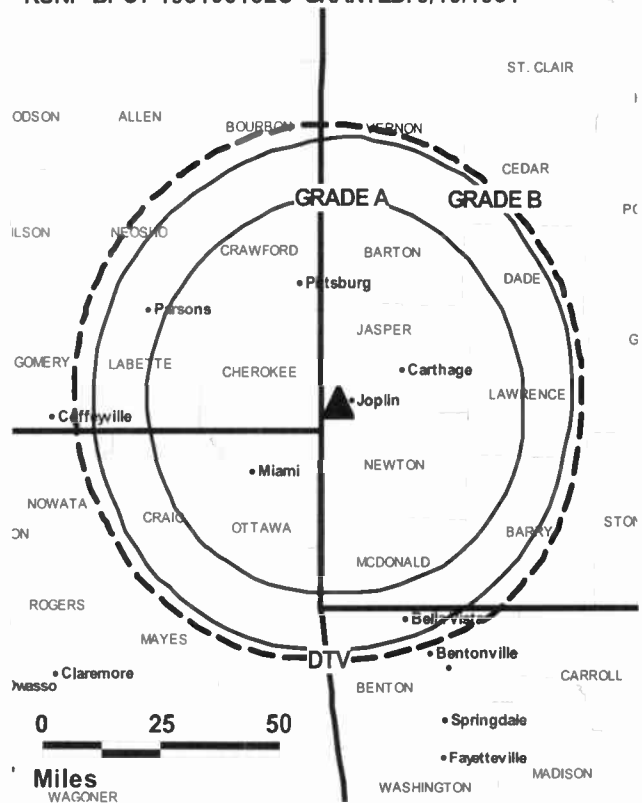 ST. CLAIR
ODSON ALLEN
BOURBON VERNON
CEDAR
GRADE A GRADE B
ILSON NEOSHO
CRAWFORD BARTON
DADE
Pittsburg
Parsons
JASPER
GOMERY LABETTE CHEROKEE Carthage
Joplin LAWRENCE
Coffeyville
Miami NEWTON
NOWATA CRAIG OTTAWA BARRY STON
ON
MCDONALD
ROGERS Bella Vista
MAYES
DTV Bentonville
Claremore CARROLL
Owasso BENTON
0 25 50 Springdale
Fayetteville
Miles WASHINGTON MADISON
WAGONER